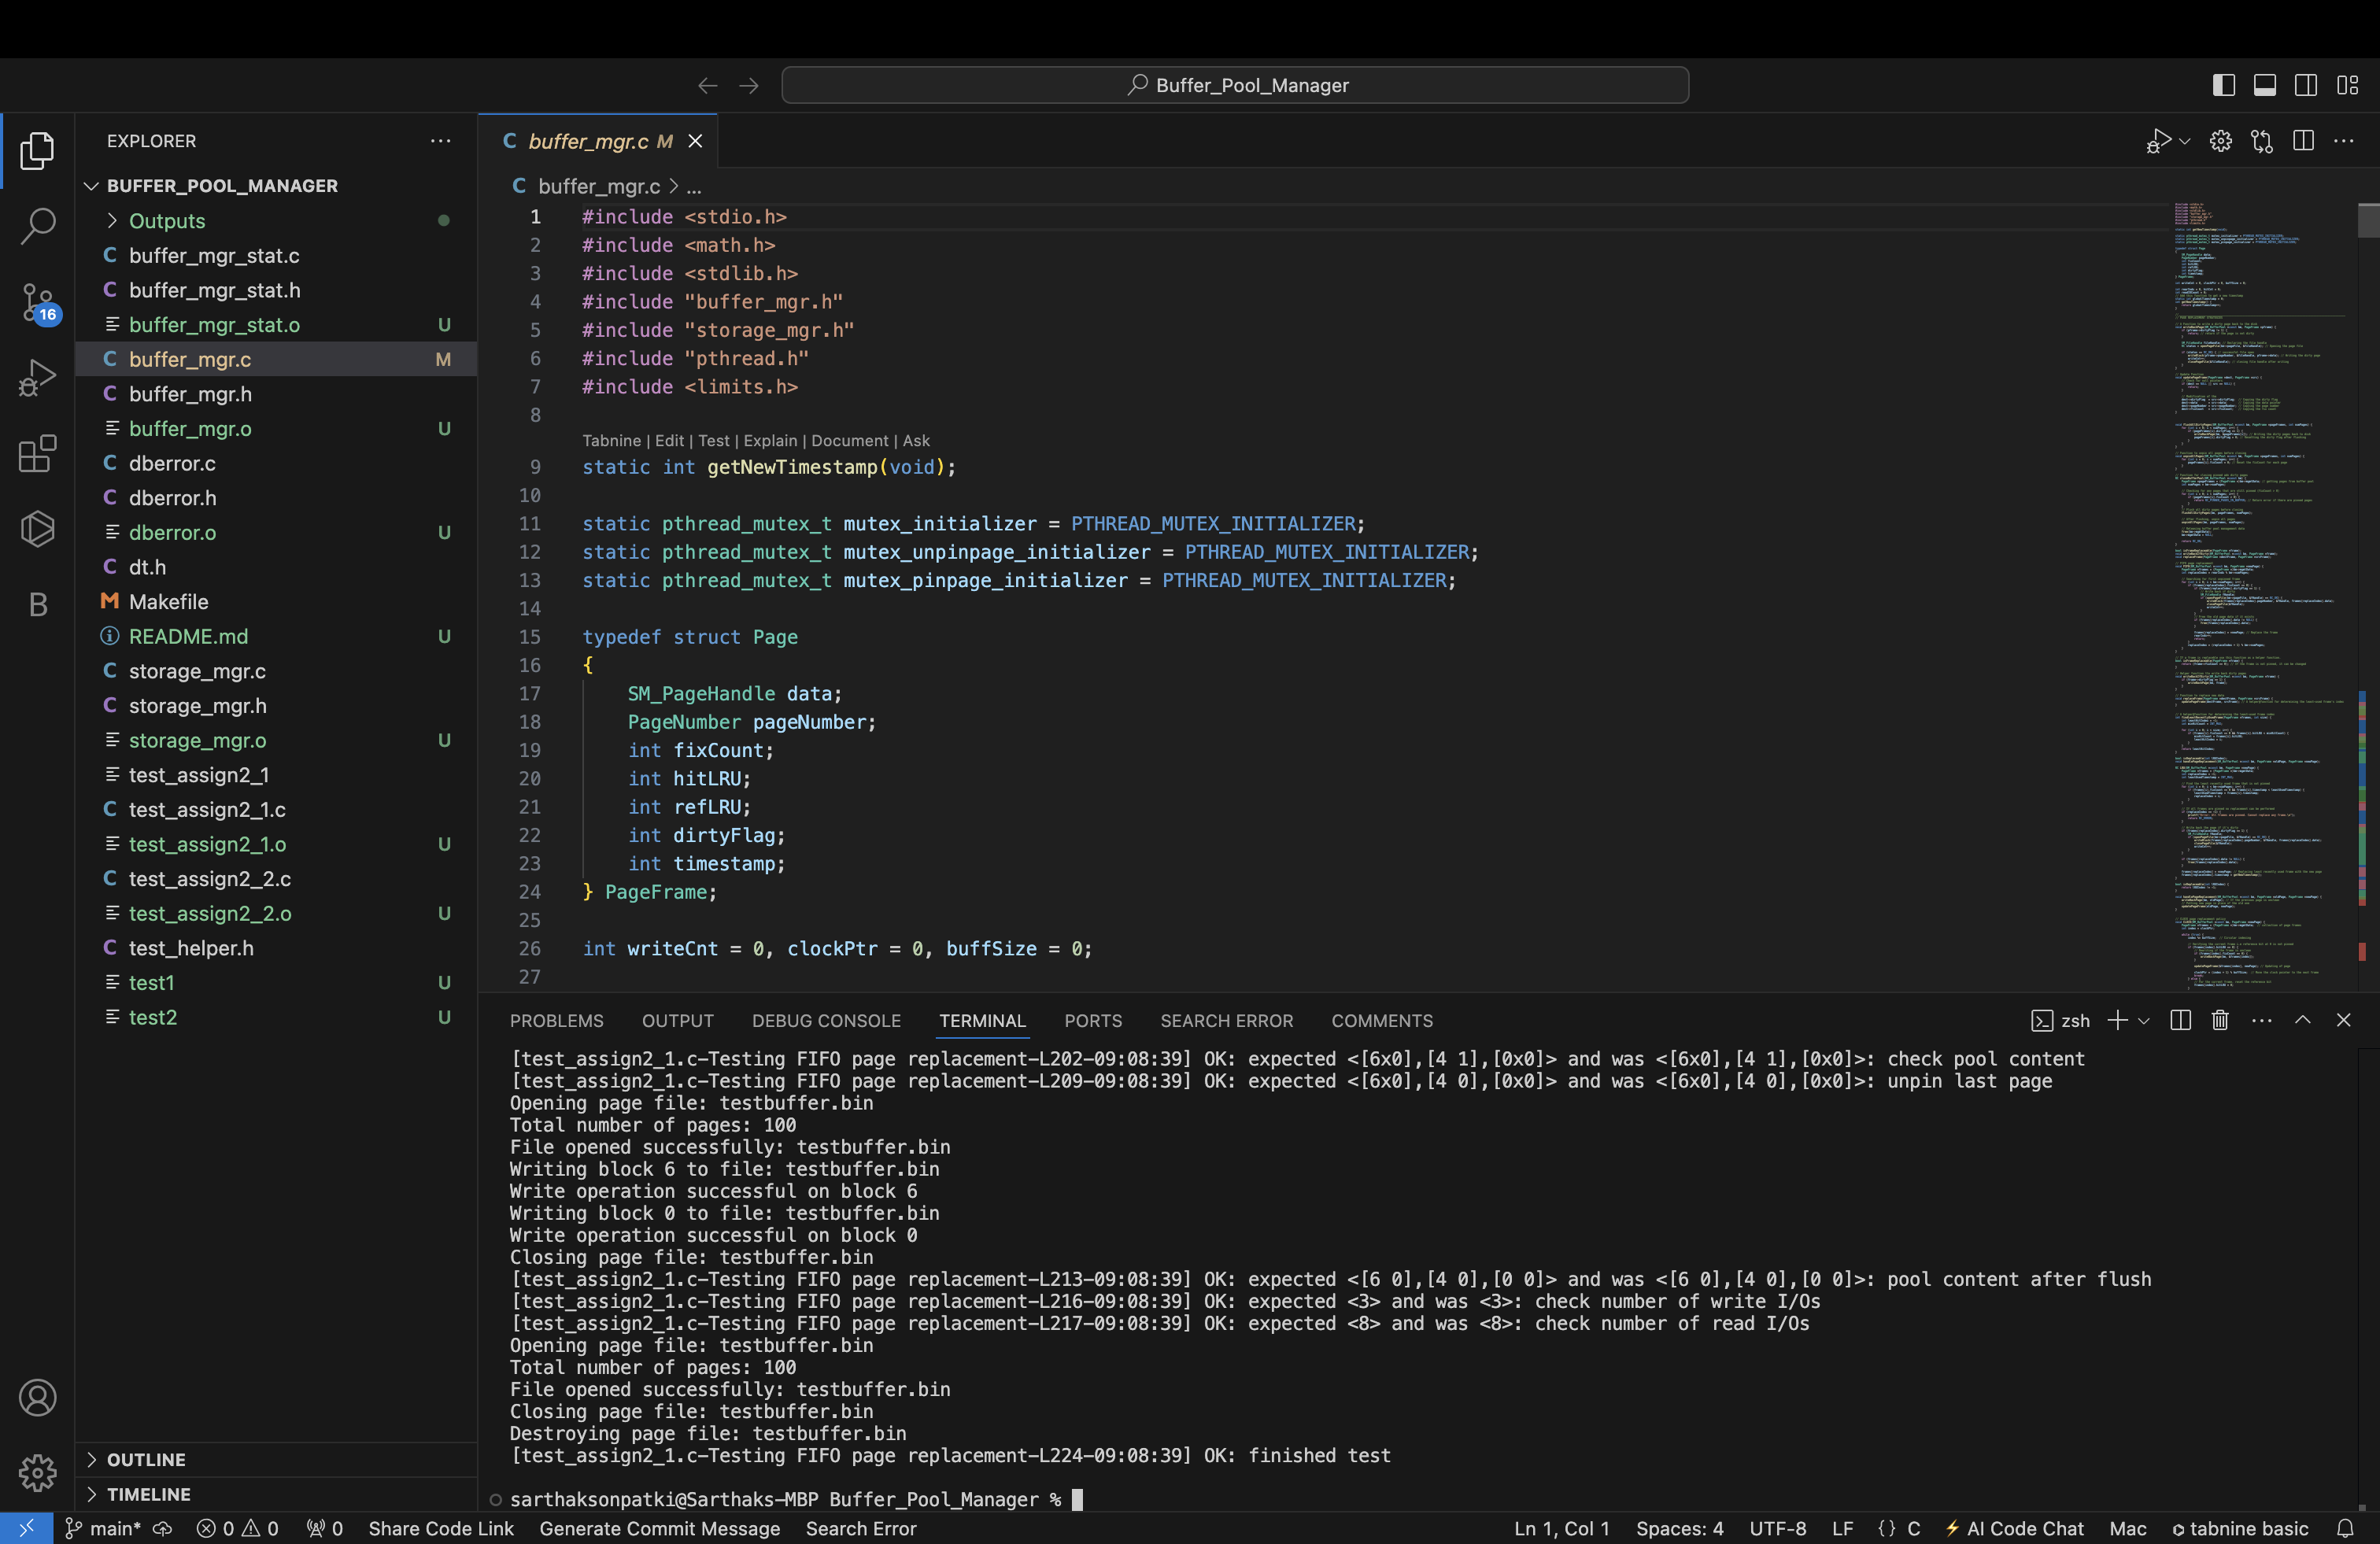 Buffer_Pool_Manager
EXPLORER
BUFFER_POOL_MANAGER
Outputs
C buffer_mgr_stat.c
C buffer_mgr_stat.h
buffer_mgr_stat.o U
C buffer_mgr.c M
C buffer_mgr.h
buffer_mgr.o U
C dberror.c
C dberror.h
dberror.o U
C dt.h
M Makefile
README.md U
C storage_mgr.c
C storage_mgr.h
storage_mgr.o U
test_assign2_1
C test_assign2_1.c
test_assign2_1.o U
C test_assign2_2.c
test_assign2_2.o U
C test_helper.h
test1 U
test2 U
OUTLINE
TIMELINE
16
B
C buffer_mgr.c M
C buffer_mgr.c > ...
1 #include <stdio.h>
2 #include <math.h>
3 #include <stdlib.h>
4 #include "buffer_mgr.h"
5 #include "storage_mgr.h"
6 #include "pthread.h"
7 #include <limits.h>
8
Tabnine | Edit | Test | Explain | Document | Ask
9 static int getNewTimestamp(void);
10
11 static pthread_mutex_t mutex_initializer = PTHREAD_MUTEX_INITIALIZER;
12 static pthread_mutex_t mutex_unpinpage_initializer = PTHREAD_MUTEX_INITIALIZER;
13 static pthread_mutex_t mutex_pinpage_initializer = PTHREAD_MUTEX_INITIALIZER;
14
15 typedef struct Page
16 {
17 SM_PageHandle data;
18 PageNumber pageNumber;
19 int fixCount;
20 int hitLRU;
21 int refLRU;
22 int dirtyFlag;
23 int timestamp;
24 } PageFrame;
25
26 int writeCnt = 0, clockPtr = 0, buffSize = 0;
27
PROBLEMS OUTPUT DEBUG CONSOLE TERMINAL PORTS SEARCH ERROR COMMENTS
zsh
[test_assign2_1.c-Testing FIFO page replacement-L202-09:08:39] OK: expected <[6x0],[4 1],[0x0]> and was <[6x0],[4 1],[0x0]>: check pool content
[test_assign2_1.c-Testing FIFO page replacement-L209-09:08:39] OK: expected <[6x0],[4 0],[0x0]> and was <[6x0],[4 0],[0x0]>: unpin last page
Opening page file: testbuffer.bin
Total number of pages: 100
File opened successfully: testbuffer.bin
Writing block 6 to file: testbuffer.bin
Write operation successful on block 6
Writing block 0 to file: testbuffer.bin
Write operation successful on block 0
Closing page file: testbuffer.bin
[test_assign2_1.c-Testing FIFO page replacement-L213-09:08:39] OK: expected <[6 0],[4 0],[0 0]> and was <[6 0],[4 0],[0 0]>: pool content after flush
[test_assign2_1.c-Testing FIFO page replacement-L216-09:08:39] OK: expected <3> and was <3>: check number of write I/Os
[test_assign2_1.c-Testing FIFO page replacement-L217-09:08:39] OK: expected <8> and was <8>: check number of read I/Os
Opening page file: testbuffer.bin
Total number of pages: 100
File opened successfully: testbuffer.bin
Closing page file: testbuffer.bin
Destroying page file: testbuffer.bin
[test_assign2_1.c-Testing FIFO page replacement-L224-09:08:39] OK: finished test
sarthaksonpatki@Sarthaks-MBP Buffer_Pool_Manager %
main* 0 0 0 Share Code Link Generate Commit Message Search Error Ln 1, Col 1 Spaces: 4 UTF-8 LF {} C AI Code Chat Mac tabnine basic